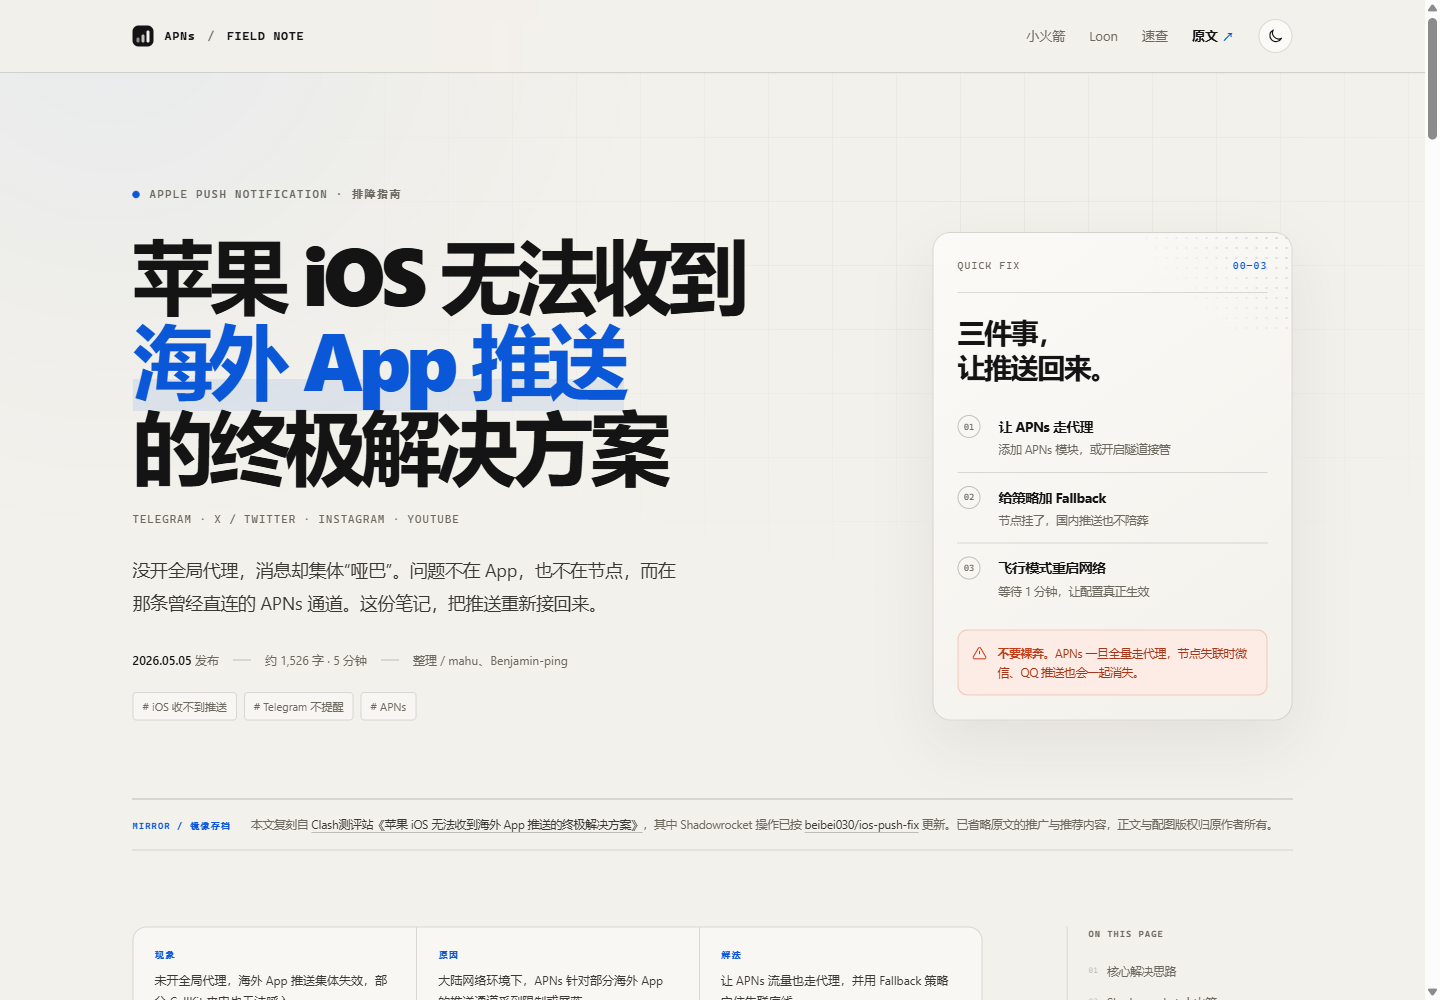 APNs / FIELD NOTE
小火箭 Loon 速查 原文 ↗
APPLE PUSH NOTIFICATION · 排障指南
苹果 iOS 无法收到
海外 App 推送
的终极解决方案
TELEGRAM · X / TWITTER · INSTAGRAM · YOUTUBE
没开全局代理，消息却集体“哑巴”。问题不在 App，也不在节点，而在
那条曾经直连的 APNs 通道。这份笔记，把推送重新接回来。
2026.05.05 发布 — 约 1,526 字 · 5 分钟 — 整理 / mahu、Benjamin-ping
# iOS 收不到推送 # Telegram 不提醒 # APNs
QUICK FIX 00—03
三件事，
让推送回来。
01 让 APNs 走代理
添加 APNs 模块，或开启隧道接管
02 给策略加 Fallback
节点挂了，国内推送也不陪葬
03 飞行模式重启网络
等待 1 分钟，让配置真正生效
不要裸奔。APNs 一旦全量走代理，节点失联时微
信、QQ 推送也会一起消失。
MIRROR / 镜像存档 本文复刻自 Clash测评站《苹果 iOS 无法收到海外 App 推送的终极解决方案》，其中 Shadowrocket 操作已按 beibei030/ios-push-fix 更新。已省略原文的推广与推荐内容，正文与配图版权归原作者所有。
现象
未开全局代理，海外 App 推送集体失效，部
原因
大陆网络环境下，APNs 针对部分海外 App
解法
让 APNs 流量也走代理，并用 Fallback 策略
ON THIS PAGE
01 核心解决思路